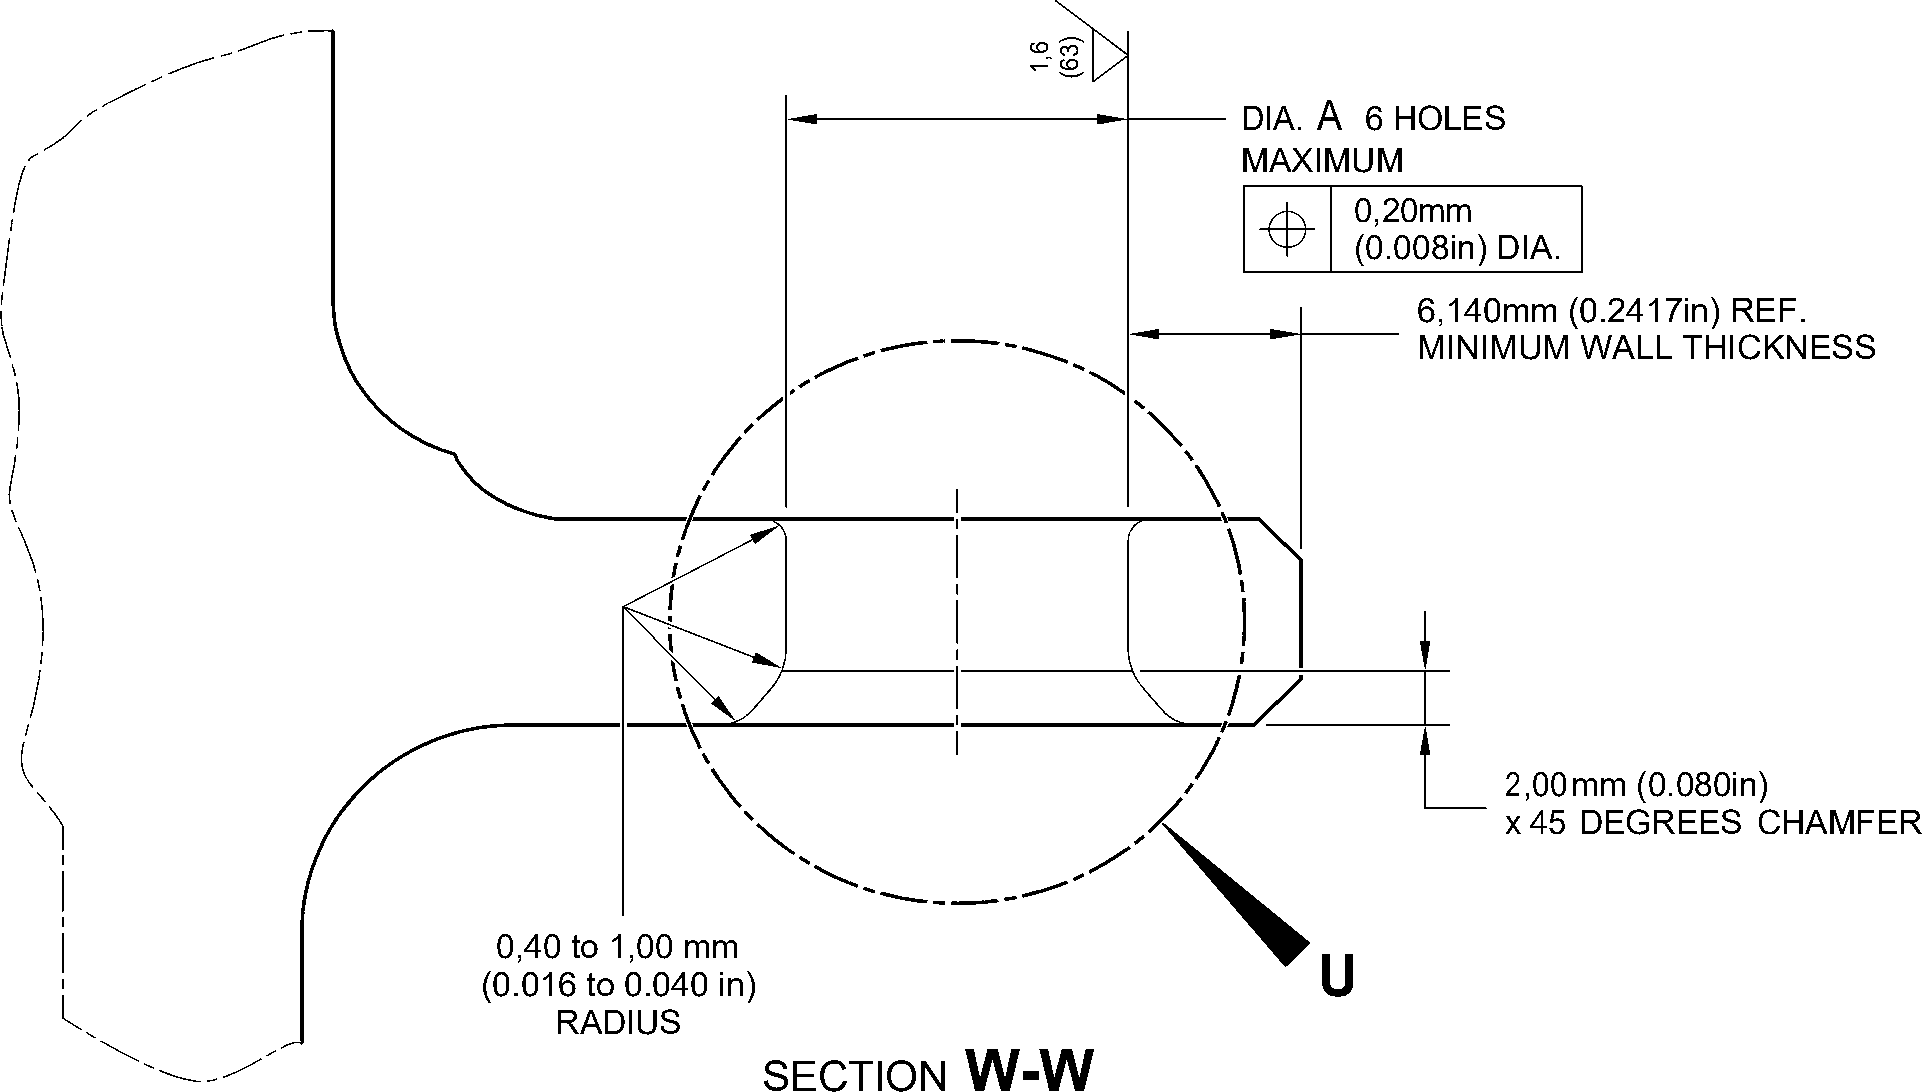 1,6
(63)
DIA. A 6 HOLES
MAXIMUM
0,20mm
(0.008in) DIA.
6,140mm (0.2417in) REF.
MINIMUM WALL THICKNESS
2,00mm (0.080in)
x 45 DEGREES CHAMFER
0,40 to 1,00 mm
(0.016 to 0.040 in)
RADIUS
U
SECTION W-W